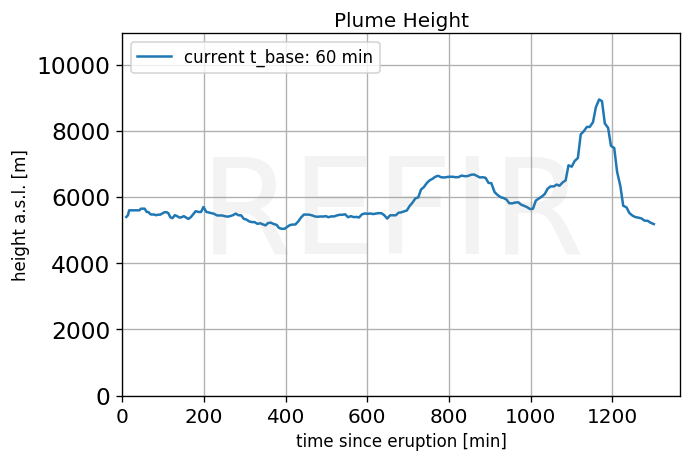 Plume Height
current t_base: 60 min
10000
8000
6000
4000
2000
0
height a.s.l. [m]
REFIR
0 200 400 600 800 1000 1200
time since eruption [min]